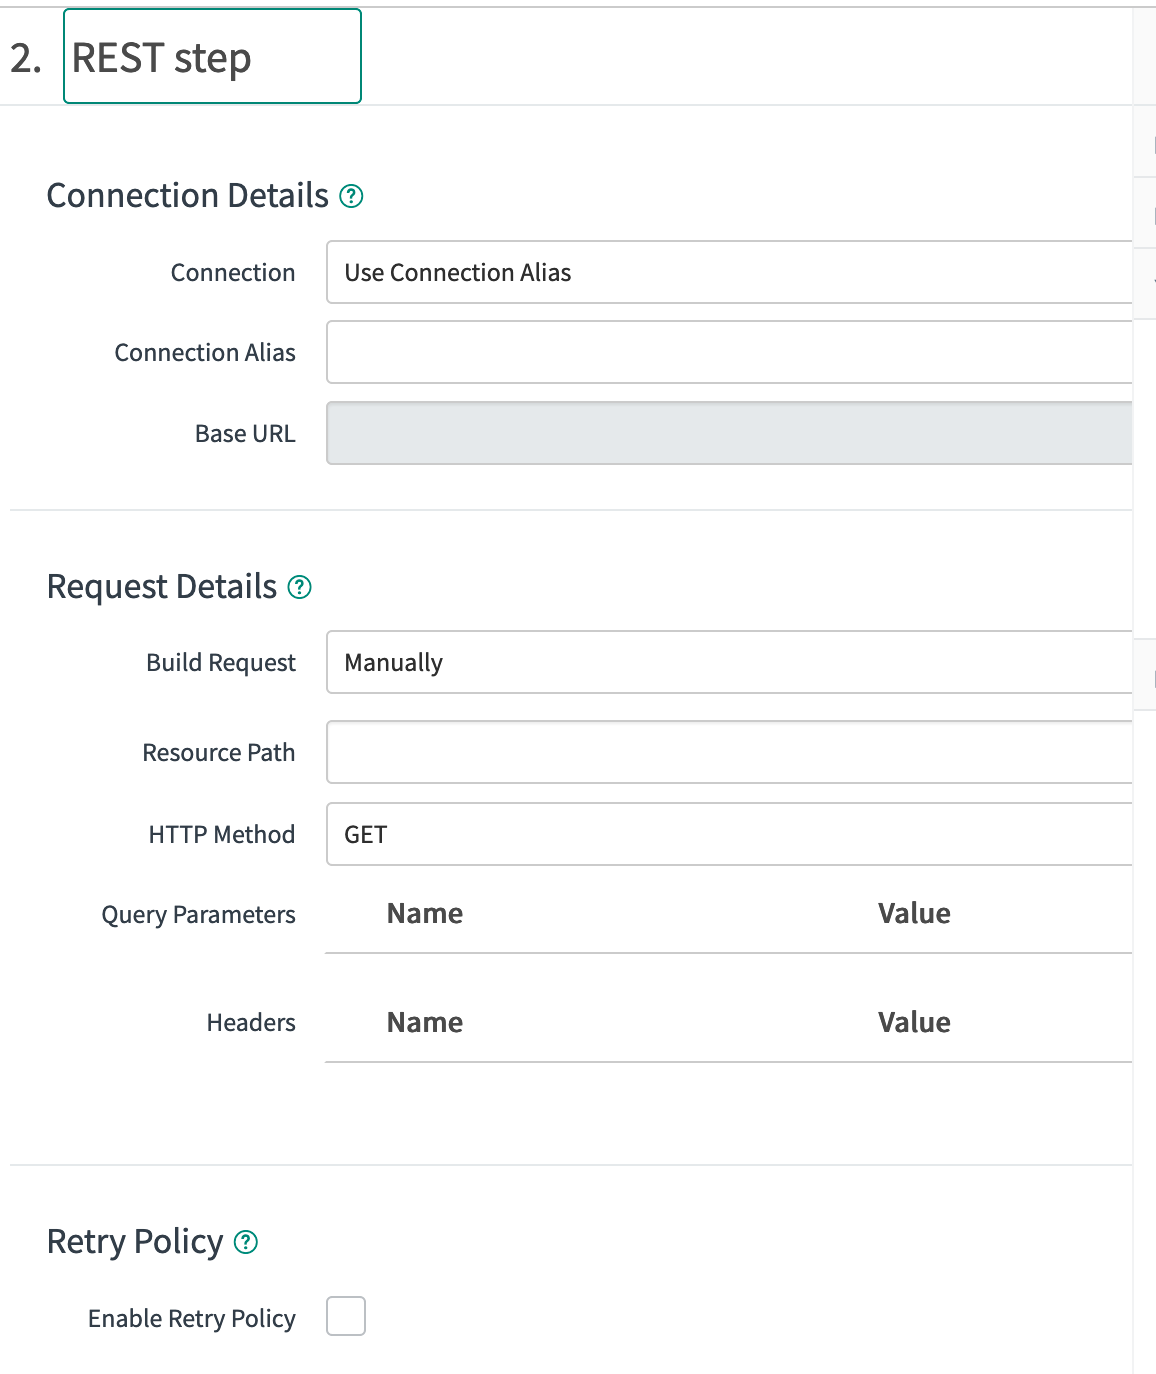 2. REST step
Connection Details ?
Connection Use Connection Alias
Connection Alias
Base URL
Request Details ?
Build Request Manually
Resource Path
HTTP Method GET
Query Parameters Name Value
Headers Name Value
Retry Policy ?
Enable Retry Policy